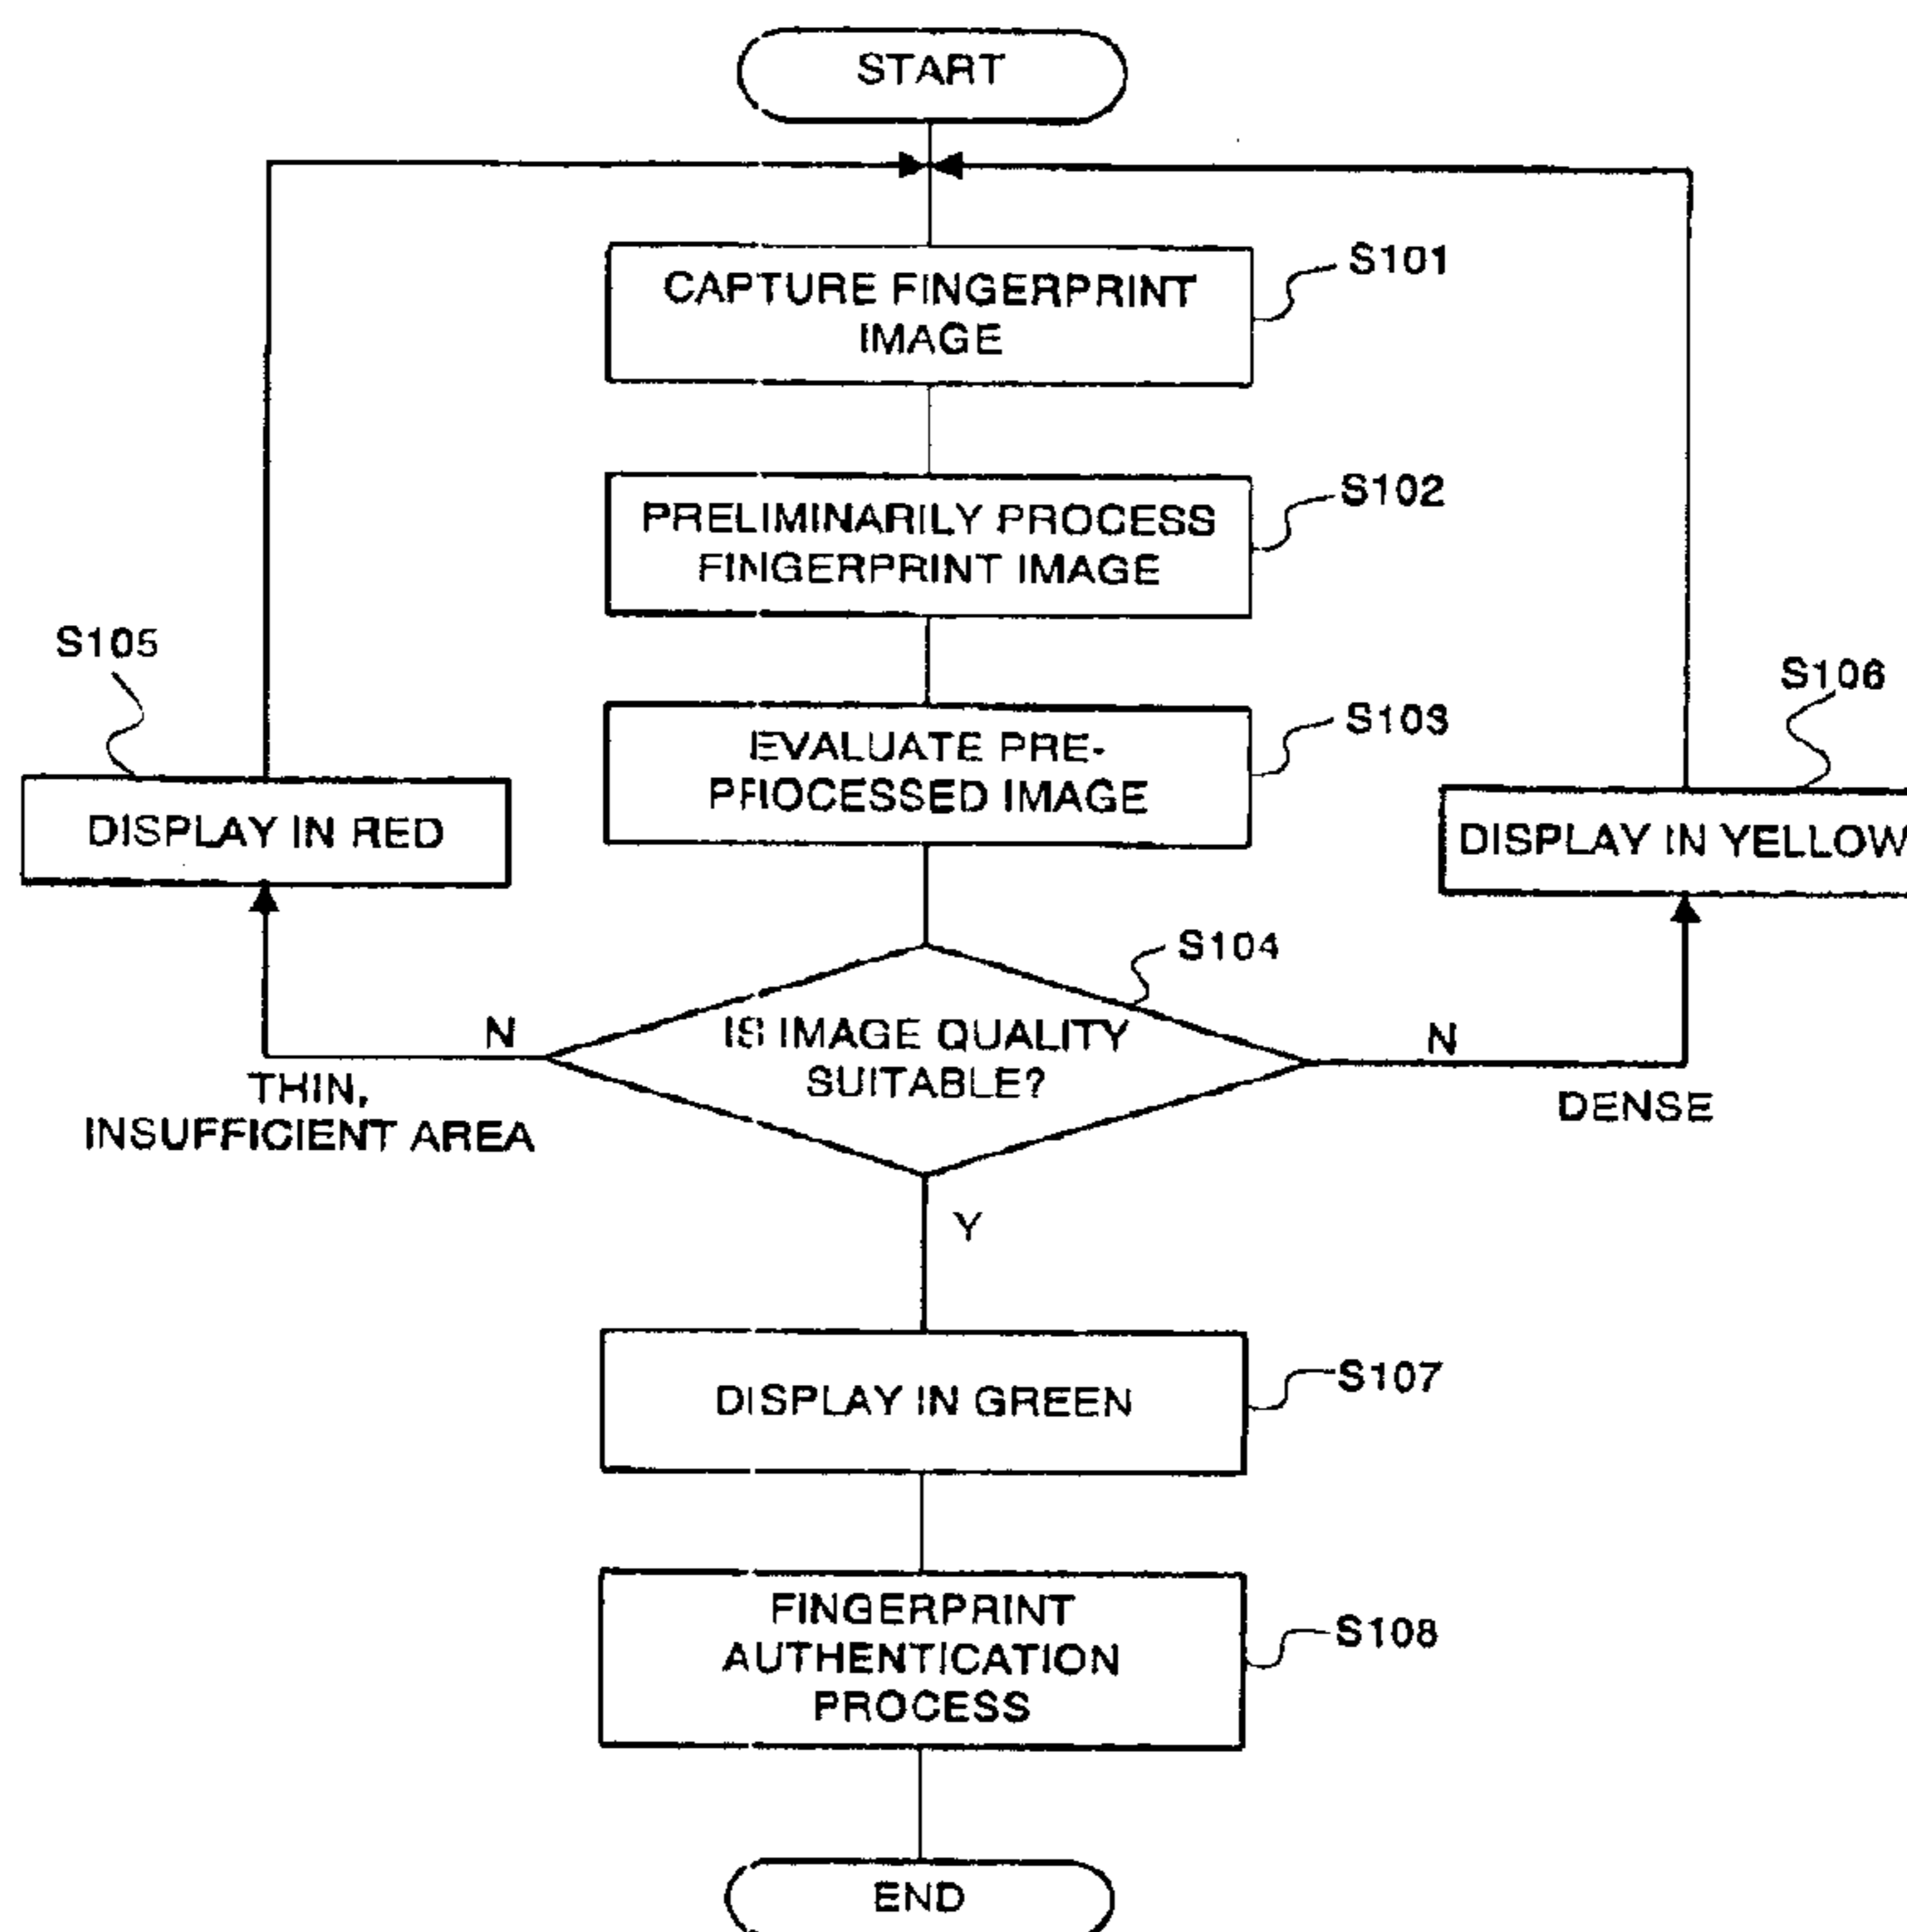 START
CAPTURE FINGERPRINT
IMAGE
S101
PRELIMINARILY PROCESS
FINGERPRINT IMAGE
S102
EVALUATE PRE-
PROCESSED IMAGE
S103
S105
DISPLAY IN RED
S106
DISPLAY IN YELLOW
S104
IS IMAGE QUALITY
SUITABLE?
N
THIN,
INSUFFICIENT AREA
N
DENSE
Y
DISPLAY IN GREEN
S107
FINGERPRINT
AUTHENTICATION
PROCESS
S108
END